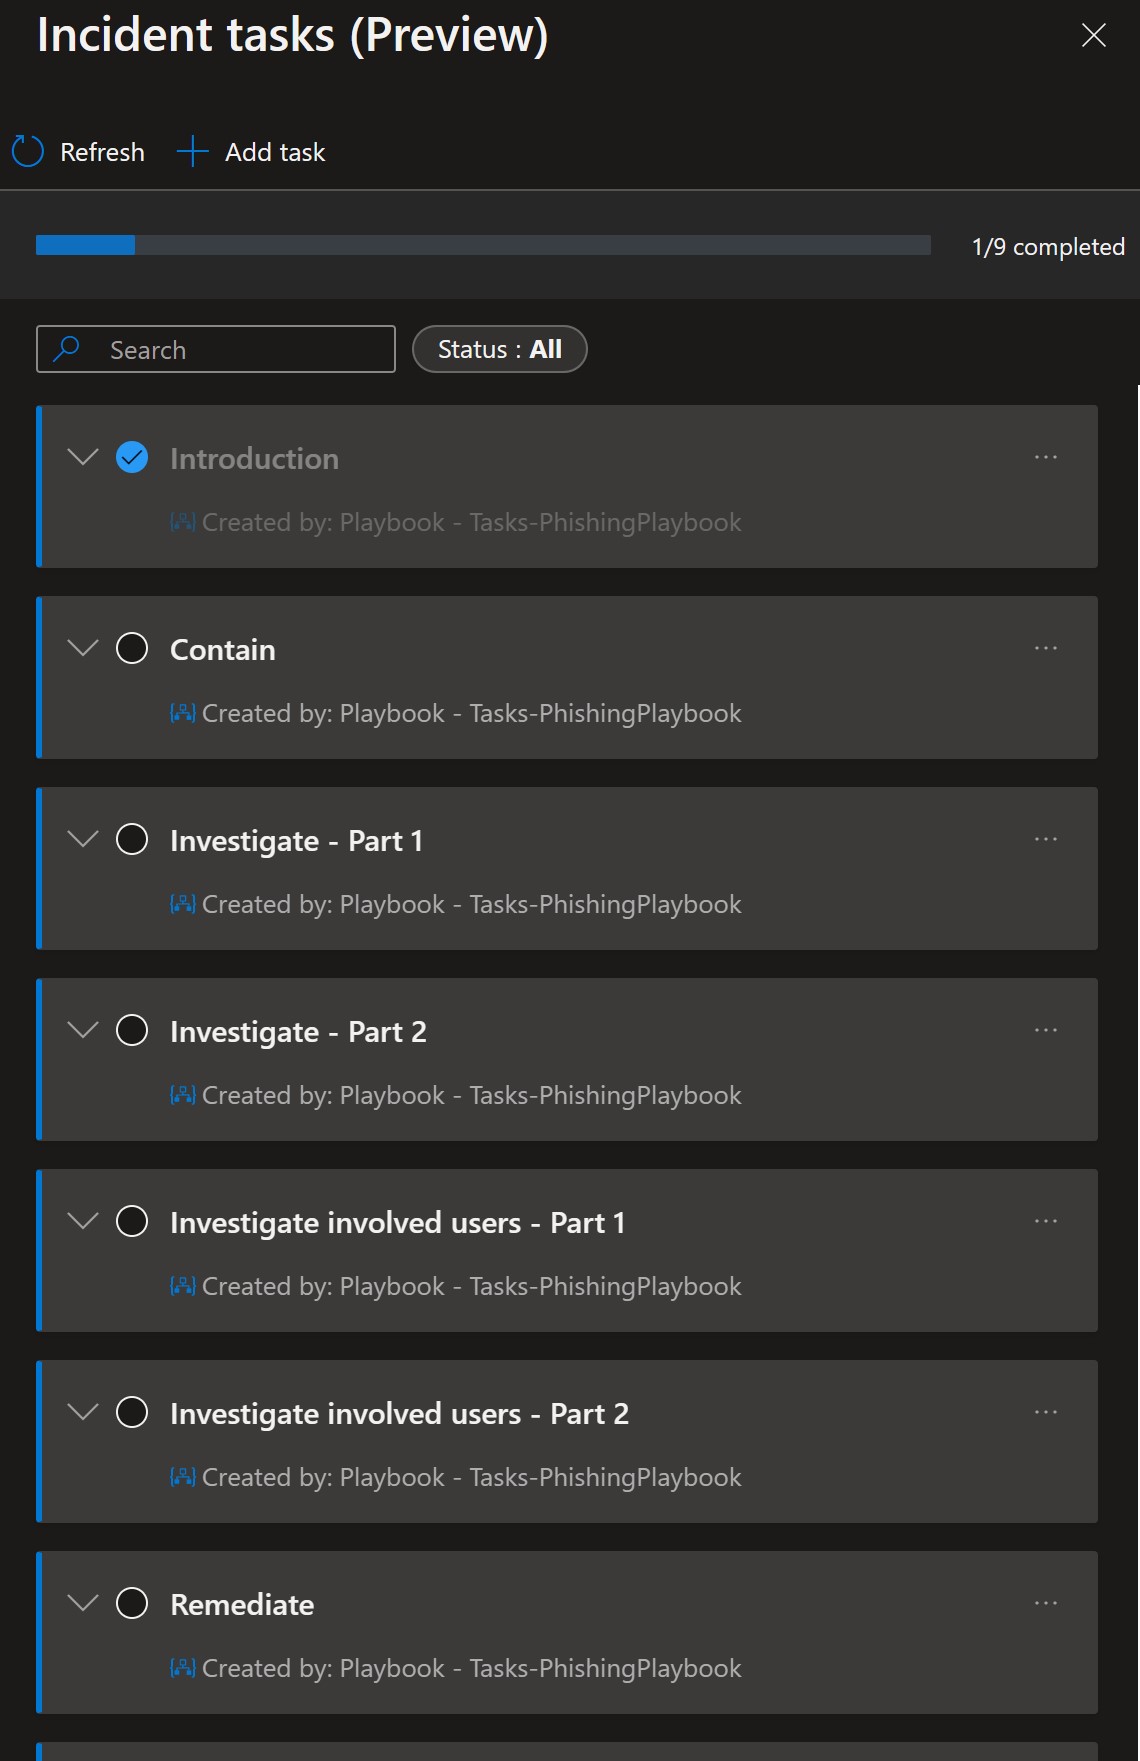 Incident tasks (Preview)
Refresh
Add task
1/9 completed
Search
Status : All
Introduction
Created by: Playbook - Tasks-PhishingPlaybook
Contain
Created by: Playbook - Tasks-PhishingPlaybook
Investigate - Part 1
Created by: Playbook - Tasks-PhishingPlaybook
Investigate - Part 2
Created by: Playbook - Tasks-PhishingPlaybook
Investigate involved users - Part 1
Created by: Playbook - Tasks-PhishingPlaybook
Investigate involved users - Part 2
Created by: Playbook - Tasks-PhishingPlaybook
Remediate
Created by: Playbook - Tasks-PhishingPlaybook